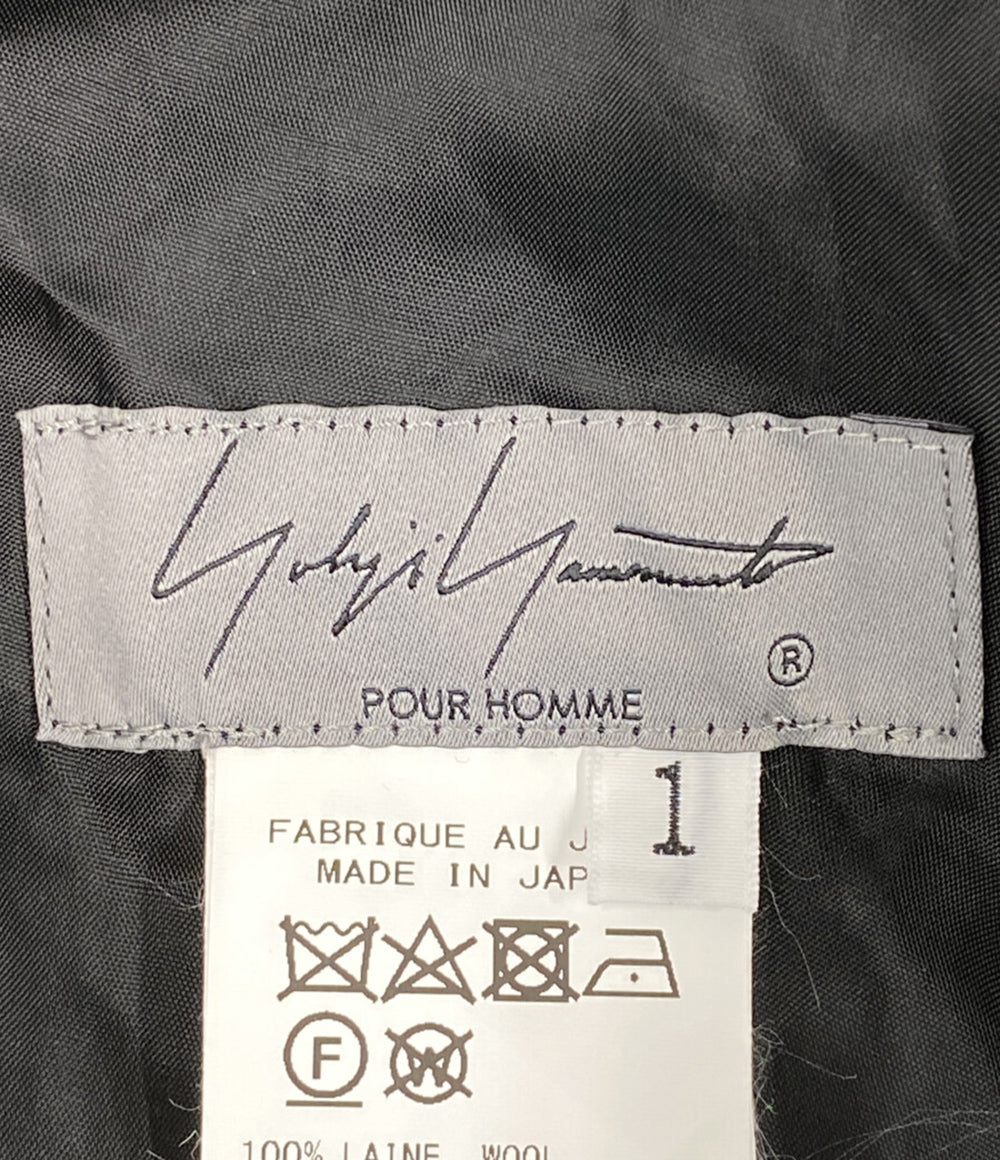 Yohji Yamamoto
®
POUR HOMME
1
FABRIQUE AU J
MADE IN JAP
F
W
100% LAINE WOOL